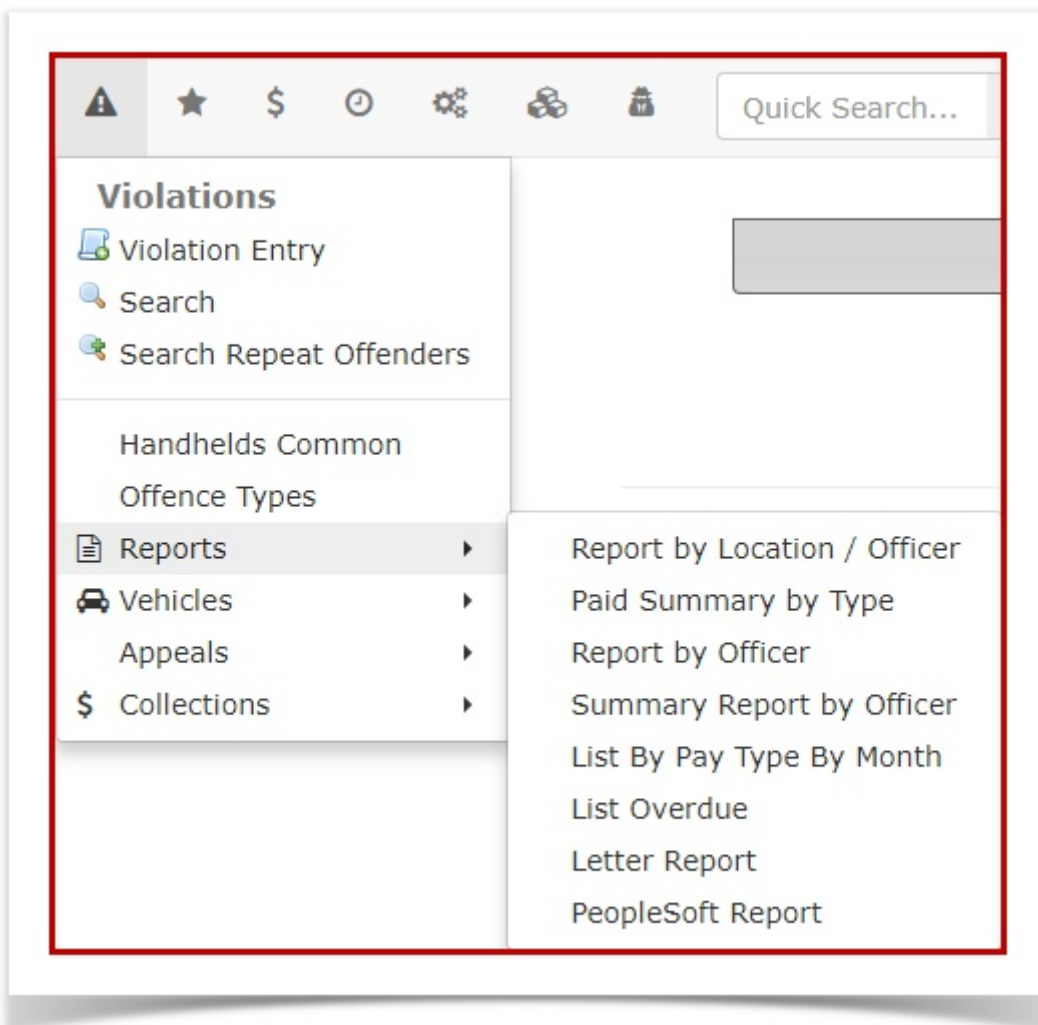 Quick Search...
Violations
Violation Entry
Search
Search Repeat Offenders
Handhelds Common
Offence Types
Reports
Vehicles
Appeals
$ Collections
Report by Location / Officer
Paid Summary by Type
Report by Officer
Summary Report by Officer
List By Pay Type By Month
List Overdue
Letter Report
PeopleSoft Report